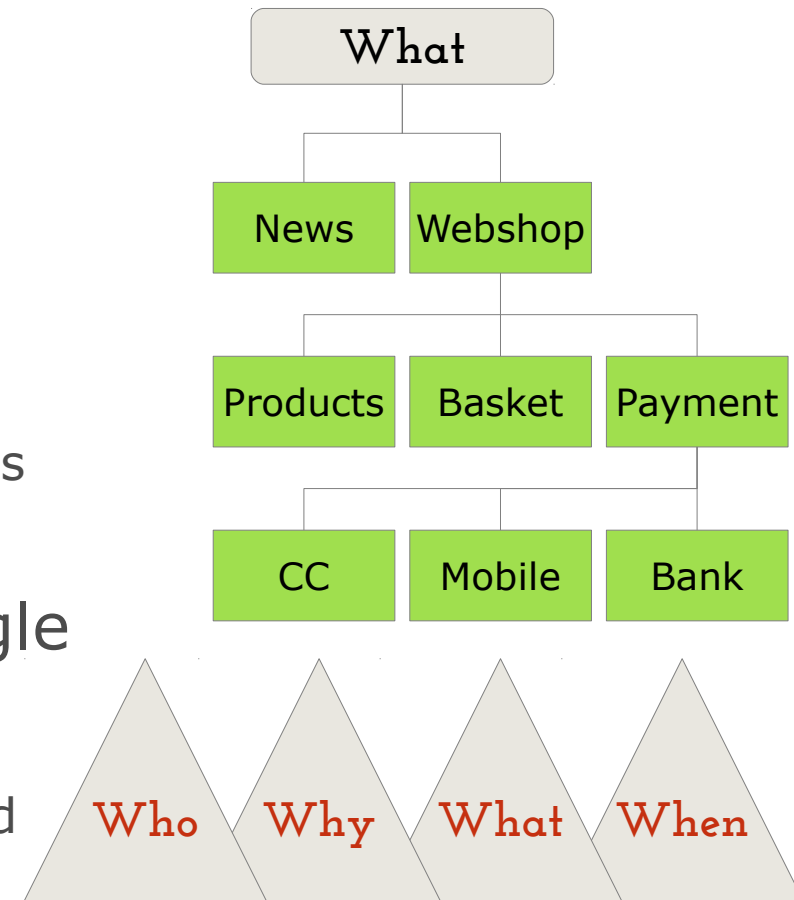 What
News Webshop
Products Basket Payment
s
CC Mobile Bank
gle
d
Who Why What When